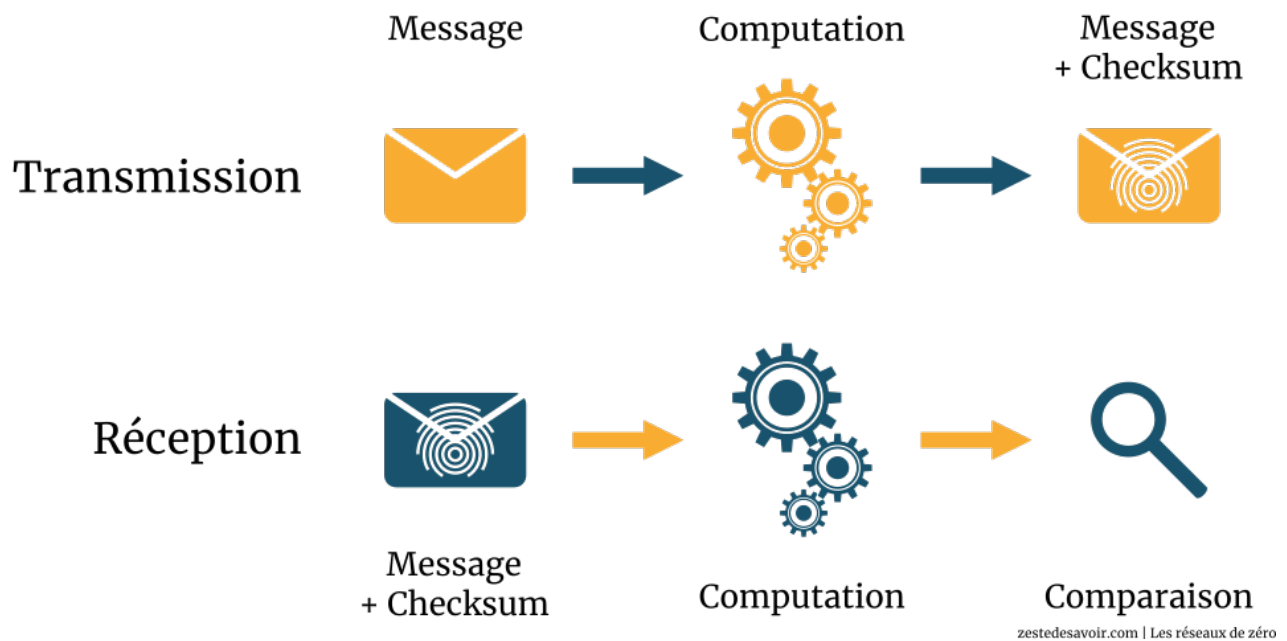 Message
Computation
Message
+ Checksum
Transmission
Réception
Message
+ Checksum
Computation
Comparaison
zestedesavoir.com | Les réseaux de zéro